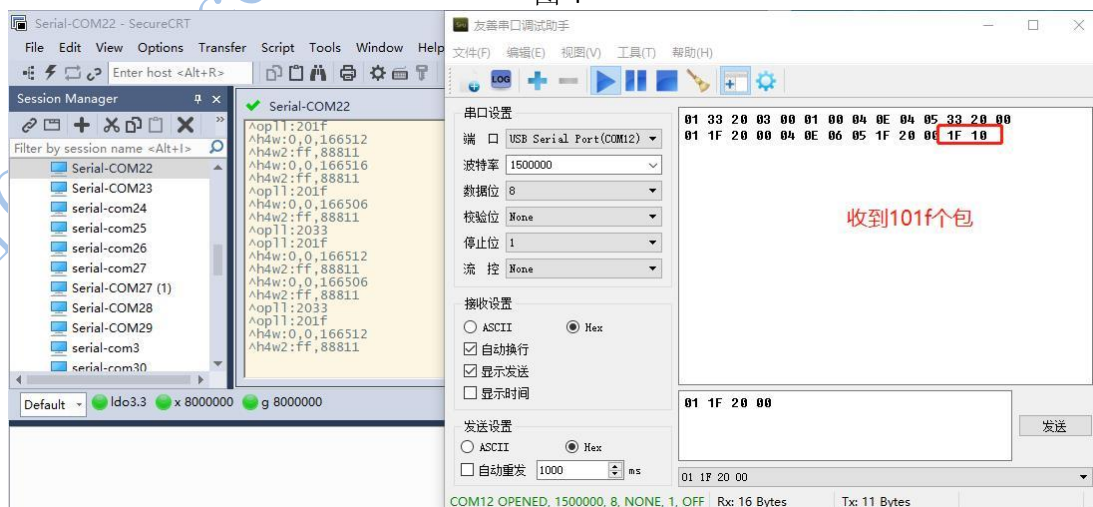 Serial-COM22 - SecureCRT
File Edit View Options Transfer Script Tools Window Help
Enter host <Alt+R>
Session Manager
Filter by session name <Alt+I>
Serial-COM22
Serial-COM23
serial-com24
serial-com25
serial-com26
serial-com27
Serial-COM27 (1)
Serial-COM28
Serial-COM29
serial-com3
serial-com30
Serial-COM22
^opll:201f
^h4w:0,0,166512
^h4w2:ff,88811
^h4w:0,0,166516
^h4w2:ff,88811
^opll:201f
^h4w:0,0,166506
^h4w2:ff,88811
^opll:2033
^opll:201f
^h4w:0,0,166512
^h4w2:ff,88811
^h4w:0,0,166506
^h4w2:ff,88811
^opll:2033
^opll:201f
^h4w:0,0,166512
^h4w2:ff,88811
Default ldo3.3 x 8000000 g 8000000
友善串口调试助手
文件(F) 编辑(E) 视图(V) 工具(T) 帮助(H)
LOG
串口设置
端 口 USB Serial Port(COM12)
波特率 1500000
数据位 8
校验位 None
停止位 1
流 控 None
接收设置
ASCII Hex
自动换行
显示发送
显示时间
发送设置
ASCII Hex
自动重发 1000 ms
01 33 20 03 00 01 00 04 0E 04 05 33 20 00
01 1F 20 00 04 0E 06 05 1F 20 00 1F 10
收到101f个包
01 1F 20 00
发送
01 1F 20 00
COM12 OPENED, 1500000, 8, NONE, 1, OFF Rx: 16 Bytes Tx: 11 Bytes